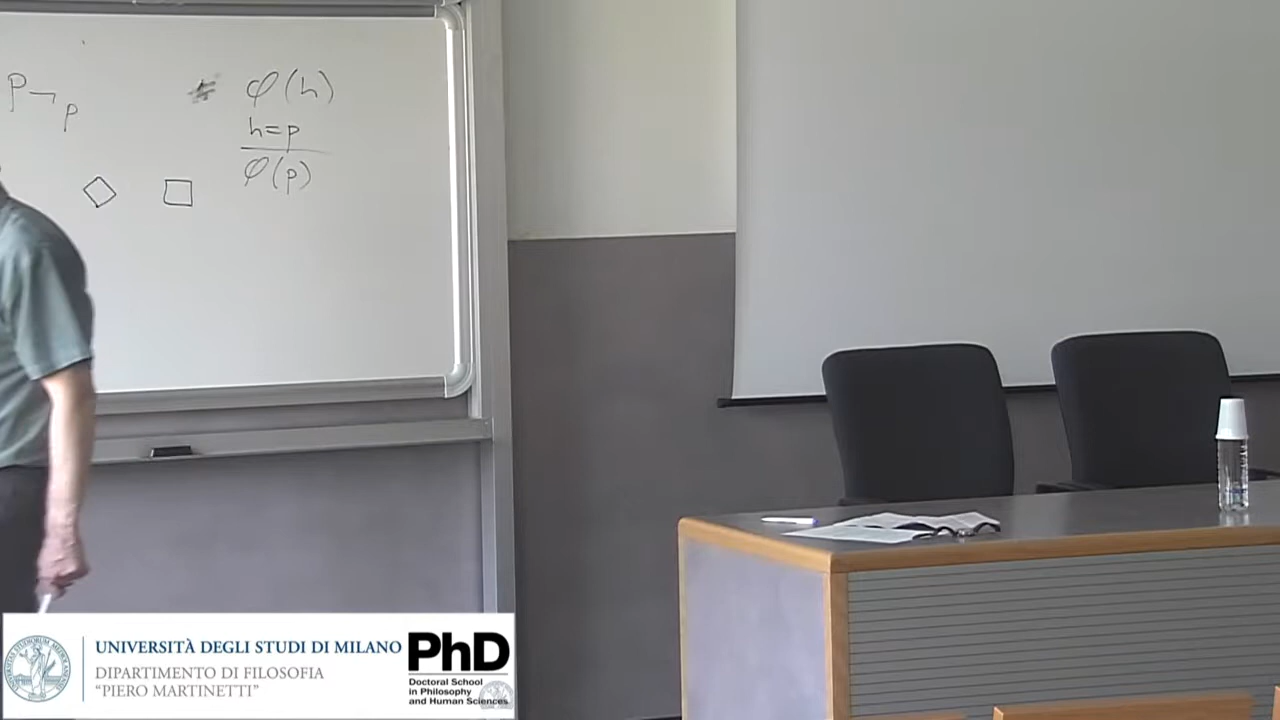 P¬p
φ(h)
h=p
φ(p)
UNIVERSITÀ DEGLI STUDI DI MILANO
DIPARTIMENTO DI FILOSOFIA
“PIERO MARTINETTI”
PhD
Doctoral School
in Philosophy
and Human Sciences